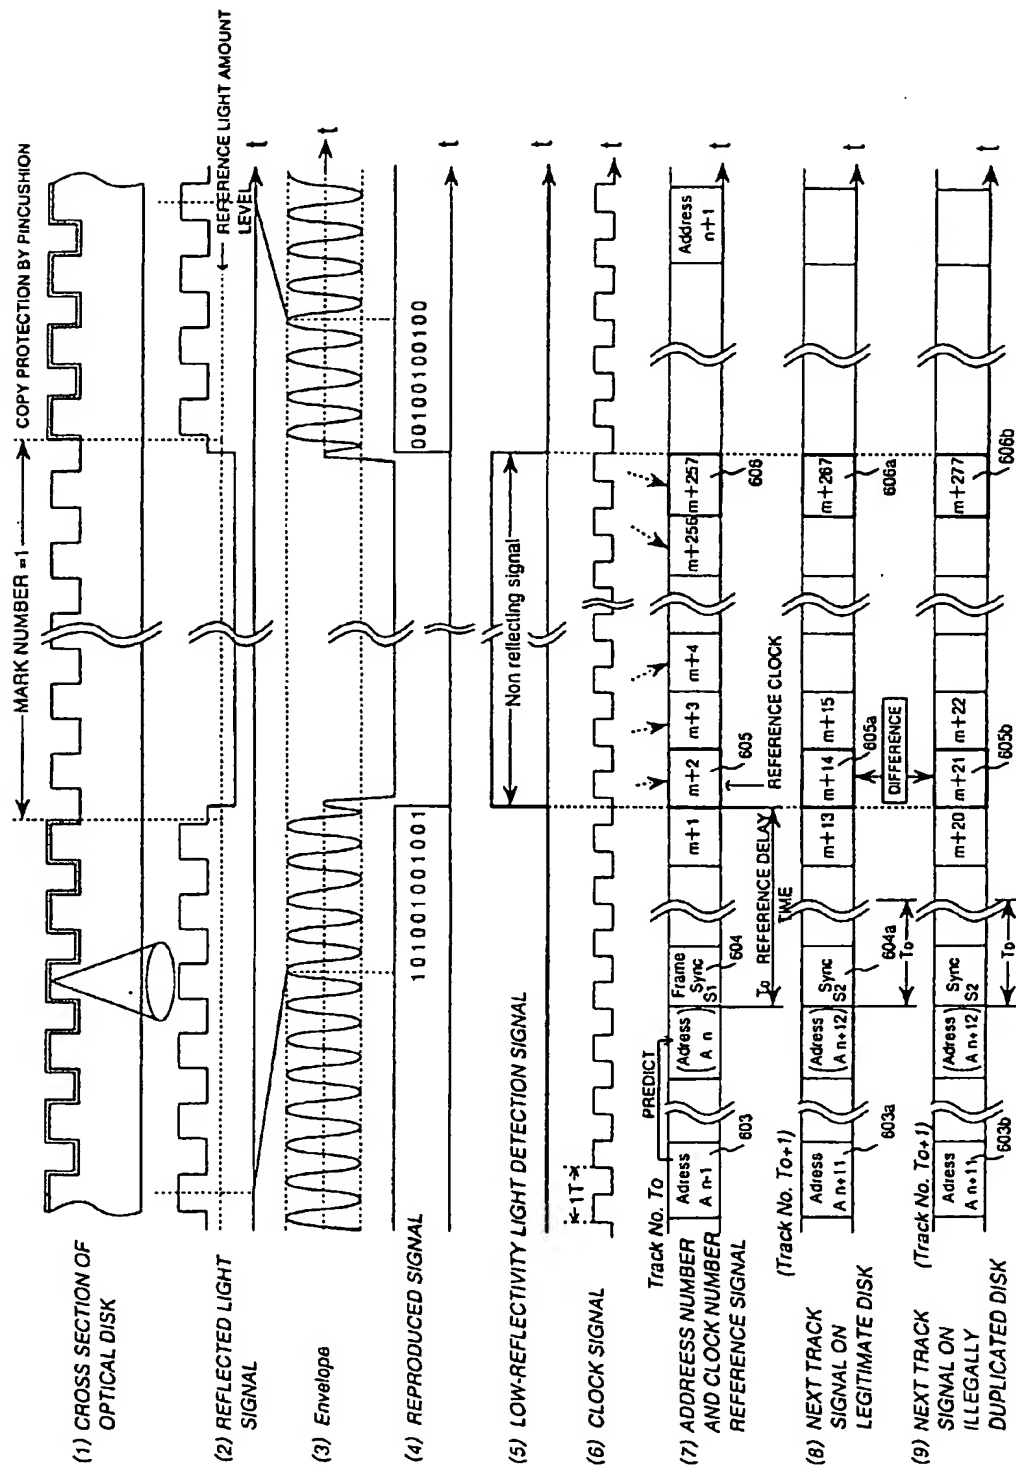 COPY PROTECTION BY PINCUSHION
MARK NUMBER =1
(1) CROSS SECTION OF
OPTICAL DISK
REFERENCE LIGHT AMOUNT
LEVEL
(2) REFLECTED LIGHT
SIGNAL
t
(3) Envelope
t
(4) REPRODUCED SIGNAL
101001001001
00100100100
t
(5) LOW-REFLECTIVITY LIGHT DETECTION SIGNAL
Non reflecting signal
t
(6) CLOCK SIGNAL
1T
t
(7) ADDREESS NUMBER
AND CLOCK NUMBER
REFERENCE SIGNAL
Track No. To
PREDICT
Adress
A n-1
603
(Adress)
(A n)
Frame
Sync
S1
604
m+1
m+2
605
m+3
m+4
m+256
m+257
606
Address
n+1
t
To REFERENCE DELAY
TIME
REFERENCE CLOCK
(8) NEXT TRACK
SIGNAL ON
LEGITIMATE DISK
(Track No. To+1)
Adress
A n+11
603a
(Adress)
(A n+12)
Sync
S2
604a
m+13
m+14
605a
m+15
m+267
606a
t
To
DIFFERENCE
(9) NEXT TRACK
SIGNAL ON
ILLEGALLY
DUPLICATED DISK
(Track No. To+1)
Adress
A n+11
603b
(Adress)
(A n+12)
Sync
S2
m+20
m+21
605b
m+22
m+277
606b
t
To